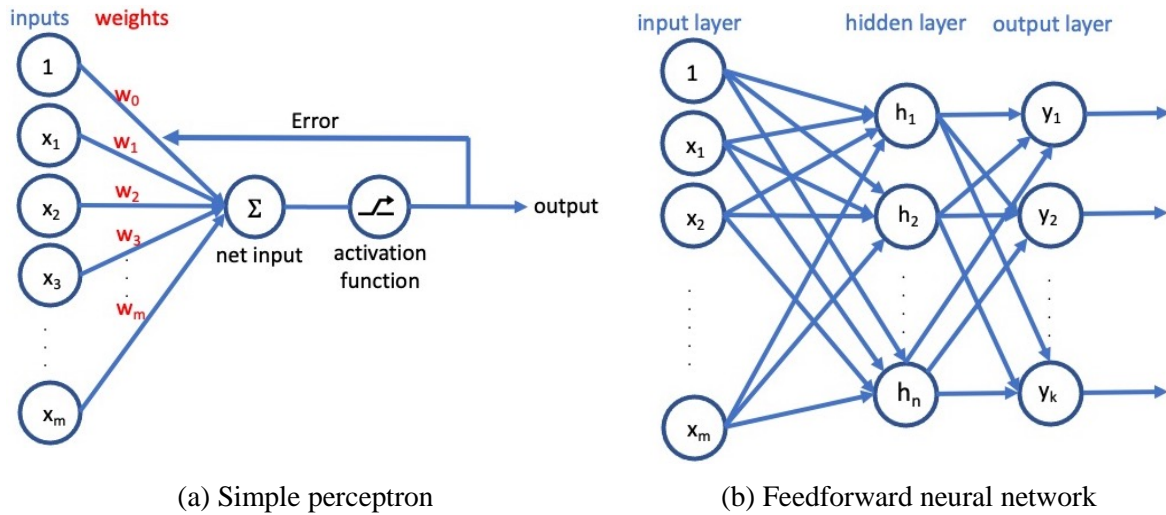 inputs weights
1
x₁
x₂
x₃
xₘ
w₀
w₁
w₂
w₃
wₘ
Error
Σ
net input
activation
function
output
(a) Simple perceptron
input layer hidden layer output layer
1
x₁
x₂
xₘ
h₁
h₂
hₙ
y₁
y₂
yₖ
(b) Feedforward neural network